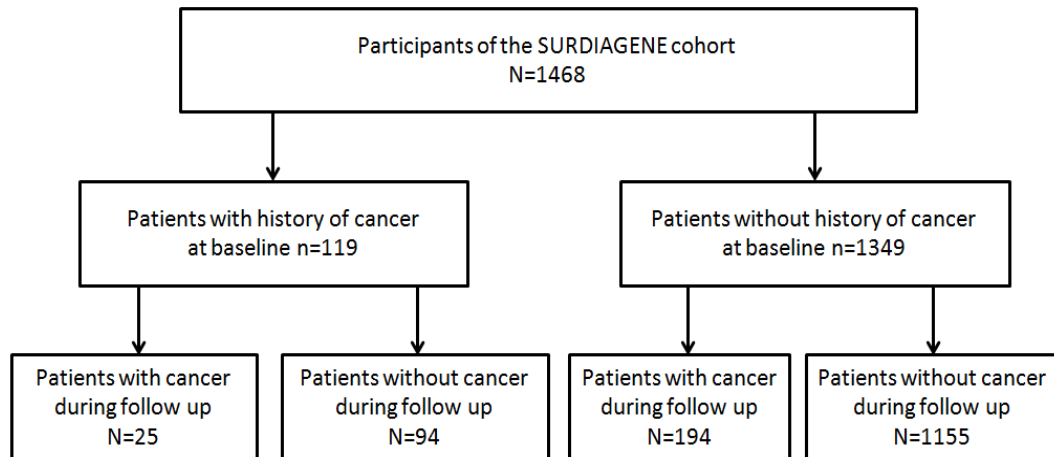 Participants of the SURDIAGENE cohort
N=1468
Patients with history of cancer
at baseline n=119
Patients without history of cancer
at baseline n=1349
Patients with cancer
during follow up
N=25
Patients without cancer
during follow up
N=94
Patients with cancer
during follow up
N=194
Patients without cancer
during follow up
N=1155